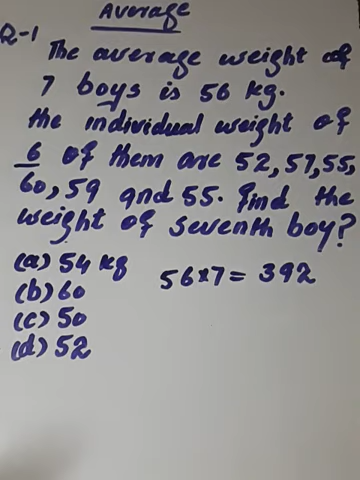 Average
Q-1
The average weight of
7 boys is 56 kg.
the individual weight of
6 of them are 52, 57, 55,
60, 59 and 55. find the
weight of seventh boy?
(a) 54 kg
56×7 = 392
(b) 60
(c) 50
(d) 52